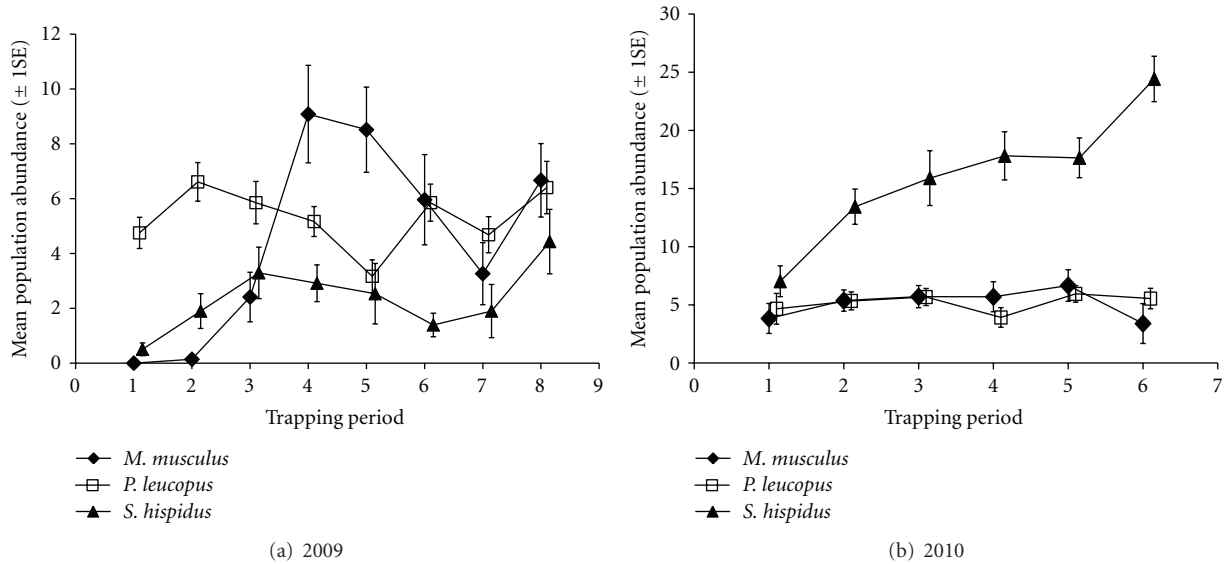 12
10
8
6
4
2
0
Mean population abundance (± 1SE)
0 1 2 3 4 5 6 7 8 9
Trapping period
M. musculus
P. leucopus
S. hispidus
(a) 2009
30
25
20
15
10
5
0
Mean population abundance (± 1SE)
0 1 2 3 4 5 6 7
Trapping period
M. musculus
P. leucopus
S. hispidus
(b) 2010